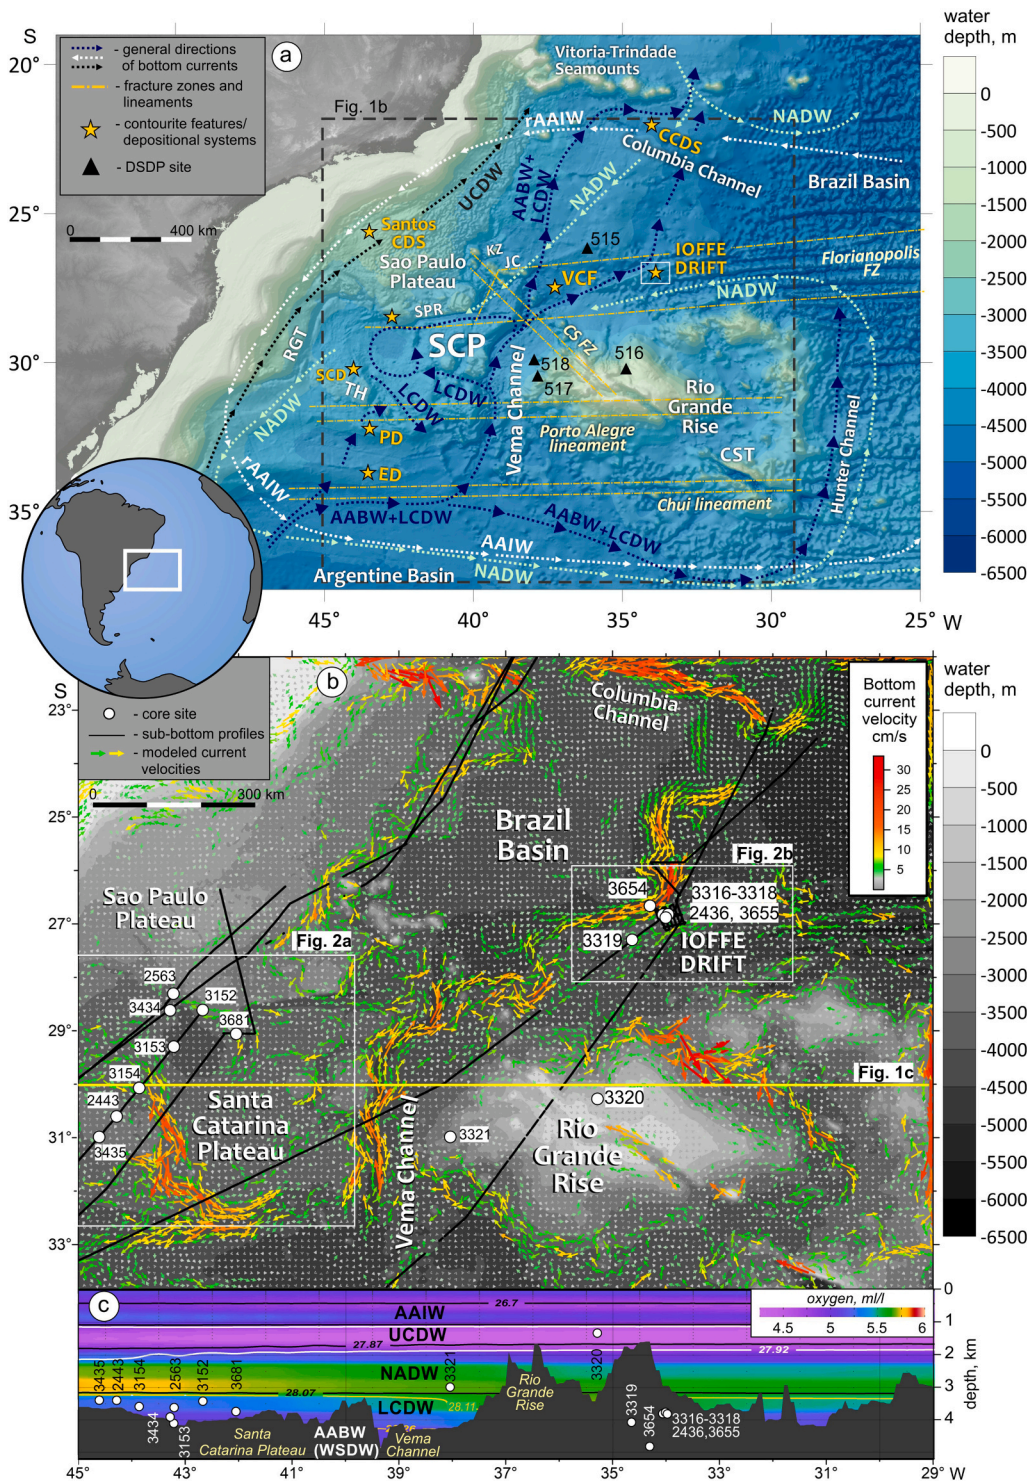 S
20°
25°
30°
35°
- general directions
of bottom currents
- fracture zones and
lineaments
- contourite features/
depositional systems
- DSDP site
0 400 km
a
Fig. 1b
Vitoria-Trindade
Seamounts
NADW
rAAIW
CCDS
Columbia
Channel
UCDW
AABW+
LCDW
NADW
Brazil Basin
Santos
CDS
Sao Paulo
Plateau
KZ
JC
515
IOFFE
DRIFT
Florianopolis
FZ
VCF
NADW
SPR
RGT
SCP
CS FZ
518
517
516
SCD
TH
LCDW
LCDW
NADW
Vema Channel
Rio
Grande
Rise
Porto Alegre
lineament
PD
ED
CST
Hunter Channel
rAAIW
Chui lineament
AABW+LCDW
AABW+LCDW
AAIW
NADW
Argentine Basin
45°
40°
35°
30°
25°
W
water
depth, m
0
-500
-1000
-1500
-2000
-2500
-3000
-3500
-4000
-4500
-5000
-5500
-6000
-6500
S
23°
25°
27°
29°
31°
33°
b
- core site
- sub-bottom profiles
- modeled current
velocities
0 300 km
Columbia
Channel
Bottom
current
velocity
cm/s
30
20
15
10
5
Brazil
Basin
Fig. 2b
Sao Paulo
Plateau
3654
3316-3318
2436, 3655
3319
IOFFE
DRIFT
Fig. 2a
2563
3434
3152
3681
3153
3154
Fig. 1c
2443
3435
Santa
Catarina
Plateau
Vema Channel
3321
3320
Rio
Grande
Rise
water
depth, m
0
-500
-1000
-1500
-2000
-2500
-3000
-3500
-4000
-4500
-5000
-5500
-6000
-6500
c
AAIW
26.7
UCDW
27.87
27.92
NADW
28.07
28.11
LCDW
AABW
(WSDW)
oxygen, ml/l
4.5 5 5.5 6
3435
2443
3154
3434
2563
3153
3152
3681
3321
3320
3319
3654
3316-3318
2436,3655
Rio
Grande
Rise
Santa
Catarina Plateau
Vema
Channel
0
1
2
3
4
depth, km
45° 43° 41° 39° 37° 35° 33° 31° 29° W